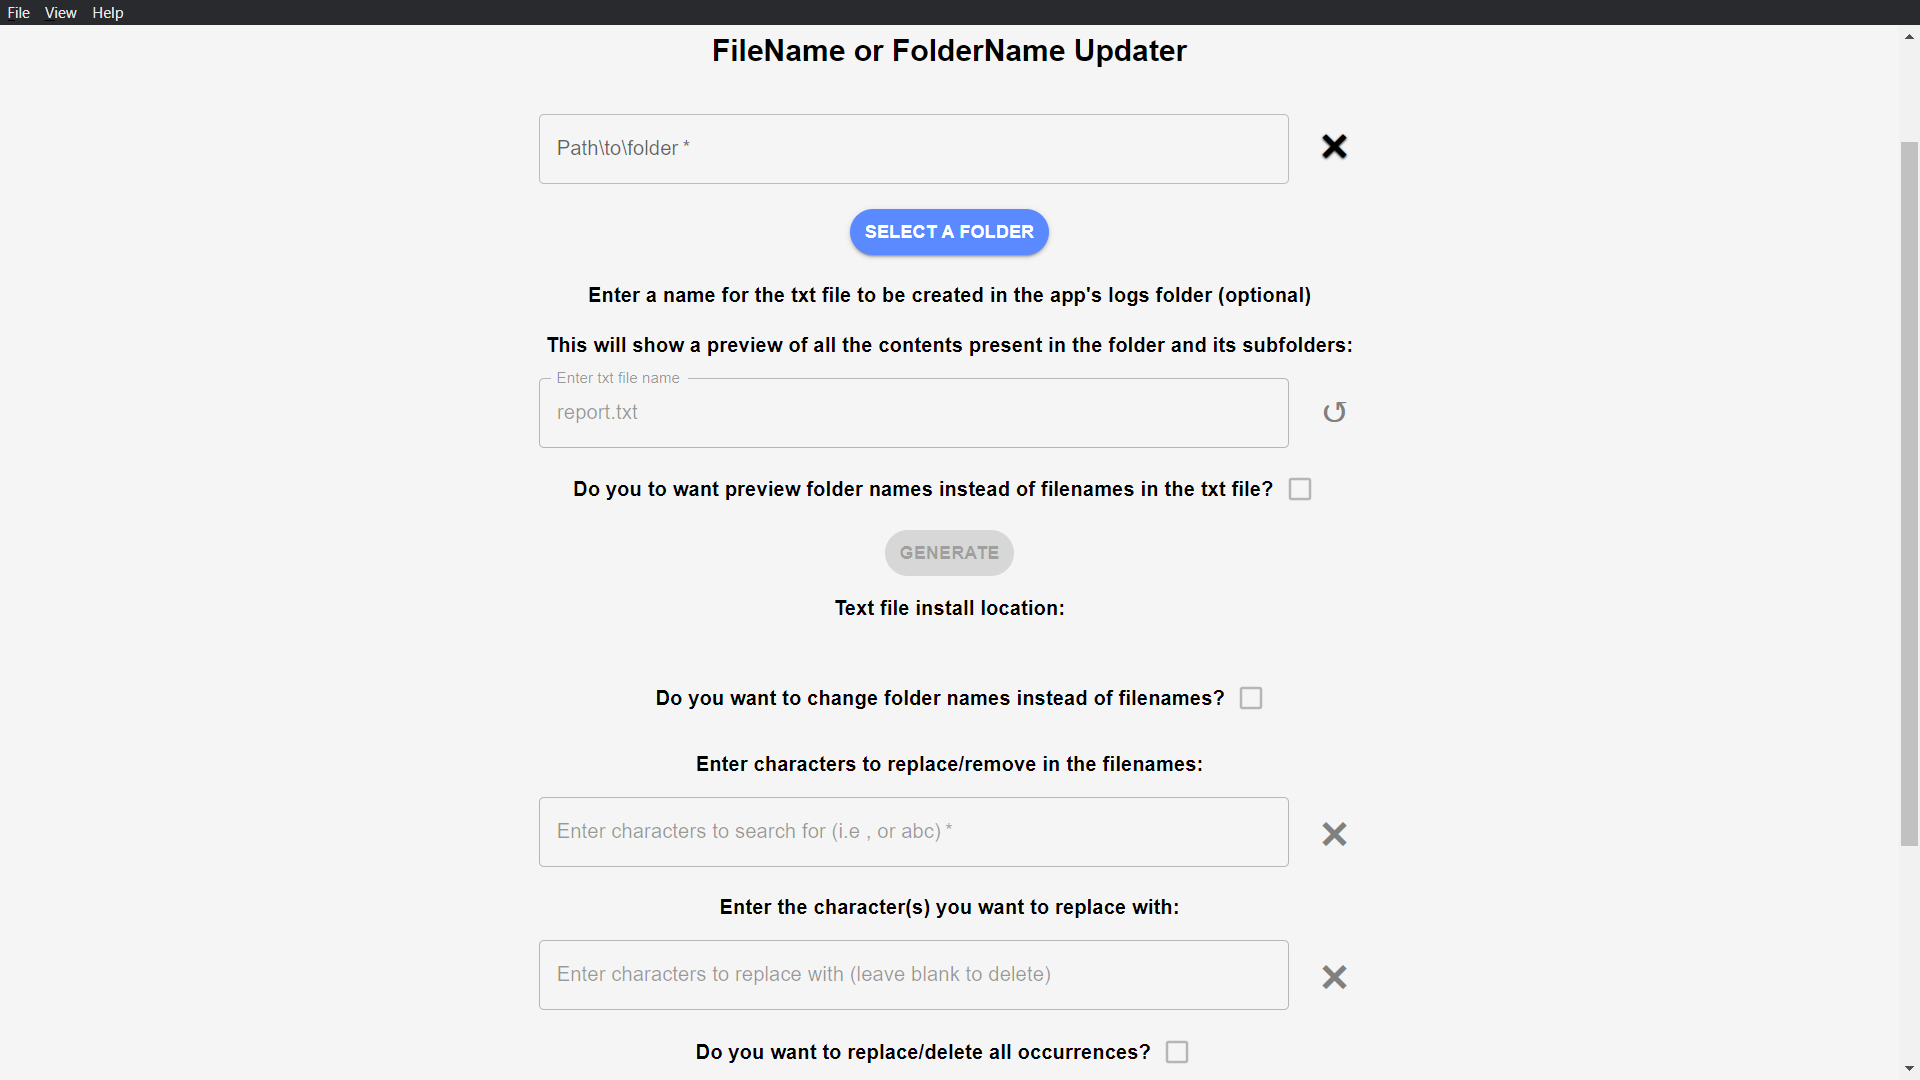 File View Help
FileName or FolderName Updater
Path\to\folder *
SELECT A FOLDER
Enter a name for the txt file to be created in the app's logs folder (optional)
This will show a preview of all the contents present in the folder and its subfolders:
Enter txt file name
report.txt
Do you to want preview folder names instead of filenames in the txt file?
GENERATE
Text file install location:
Do you want to change folder names instead of filenames?
Enter characters to replace/remove in the filenames:
Enter characters to search for (i.e , or abc) *
Enter the character(s) you want to replace with:
Enter characters to replace with (leave blank to delete)
Do you want to replace/delete all occurrences?